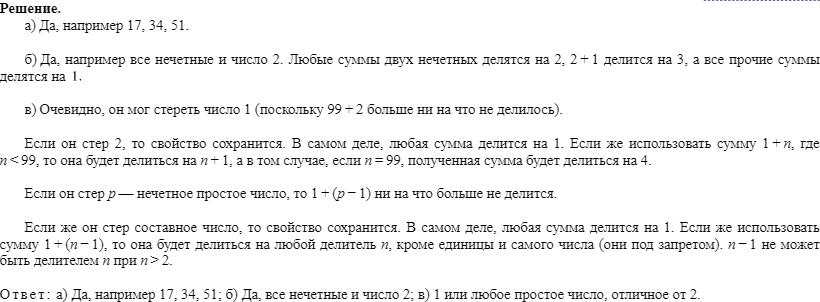 Решение.
а) Да, например 17, 34, 51.
б) Да, например все нечетные и число 2. Любые суммы двух нечетных делятся на 2, 2 + 1 делится на 3, а все прочие суммы
делятся на 1.
в) Очевидно, он мог стереть число 1 (поскольку 99 + 2 больше ни на что не делилось).
Если он стер 2, то свойство сохранится. В самом деле, любая сумма делится на 1. Если же использовать сумму 1 + n, где
n < 99, то она будет делиться на n + 1, а в том случае, если n = 99, полученная сумма будет делиться на 4.
Если он стер p — нечетное простое число, то 1 + (p − 1) ни на что больше не делится.
Если же он стер составное число, то свойство сохранится. В самом деле, любая сумма делится на 1. Если же использовать
сумму 1 + (n − 1), то она будет делиться на любой делитель n, кроме единицы и самого числа (они под запретом). n − 1 не может
быть делителем n при n > 2.
Ответ: а) Да, например 17, 34, 51; б) Да, все нечетные и число 2; в) 1 или любое простое число, отличное от 2.